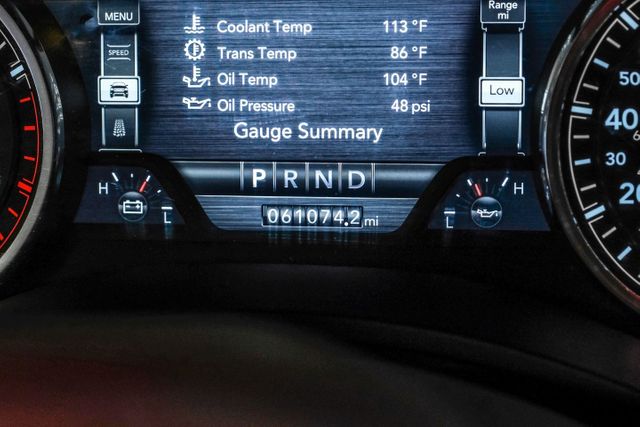 MENU
SPEED
Coolant Temp 113 °F
Trans Temp 86 °F
Oil Temp 104 °F
Oil Pressure 48 psi
Gauge Summary
Range
mi
Low
P R N D
H L
061074.2 mi
H L
50
40
30
20